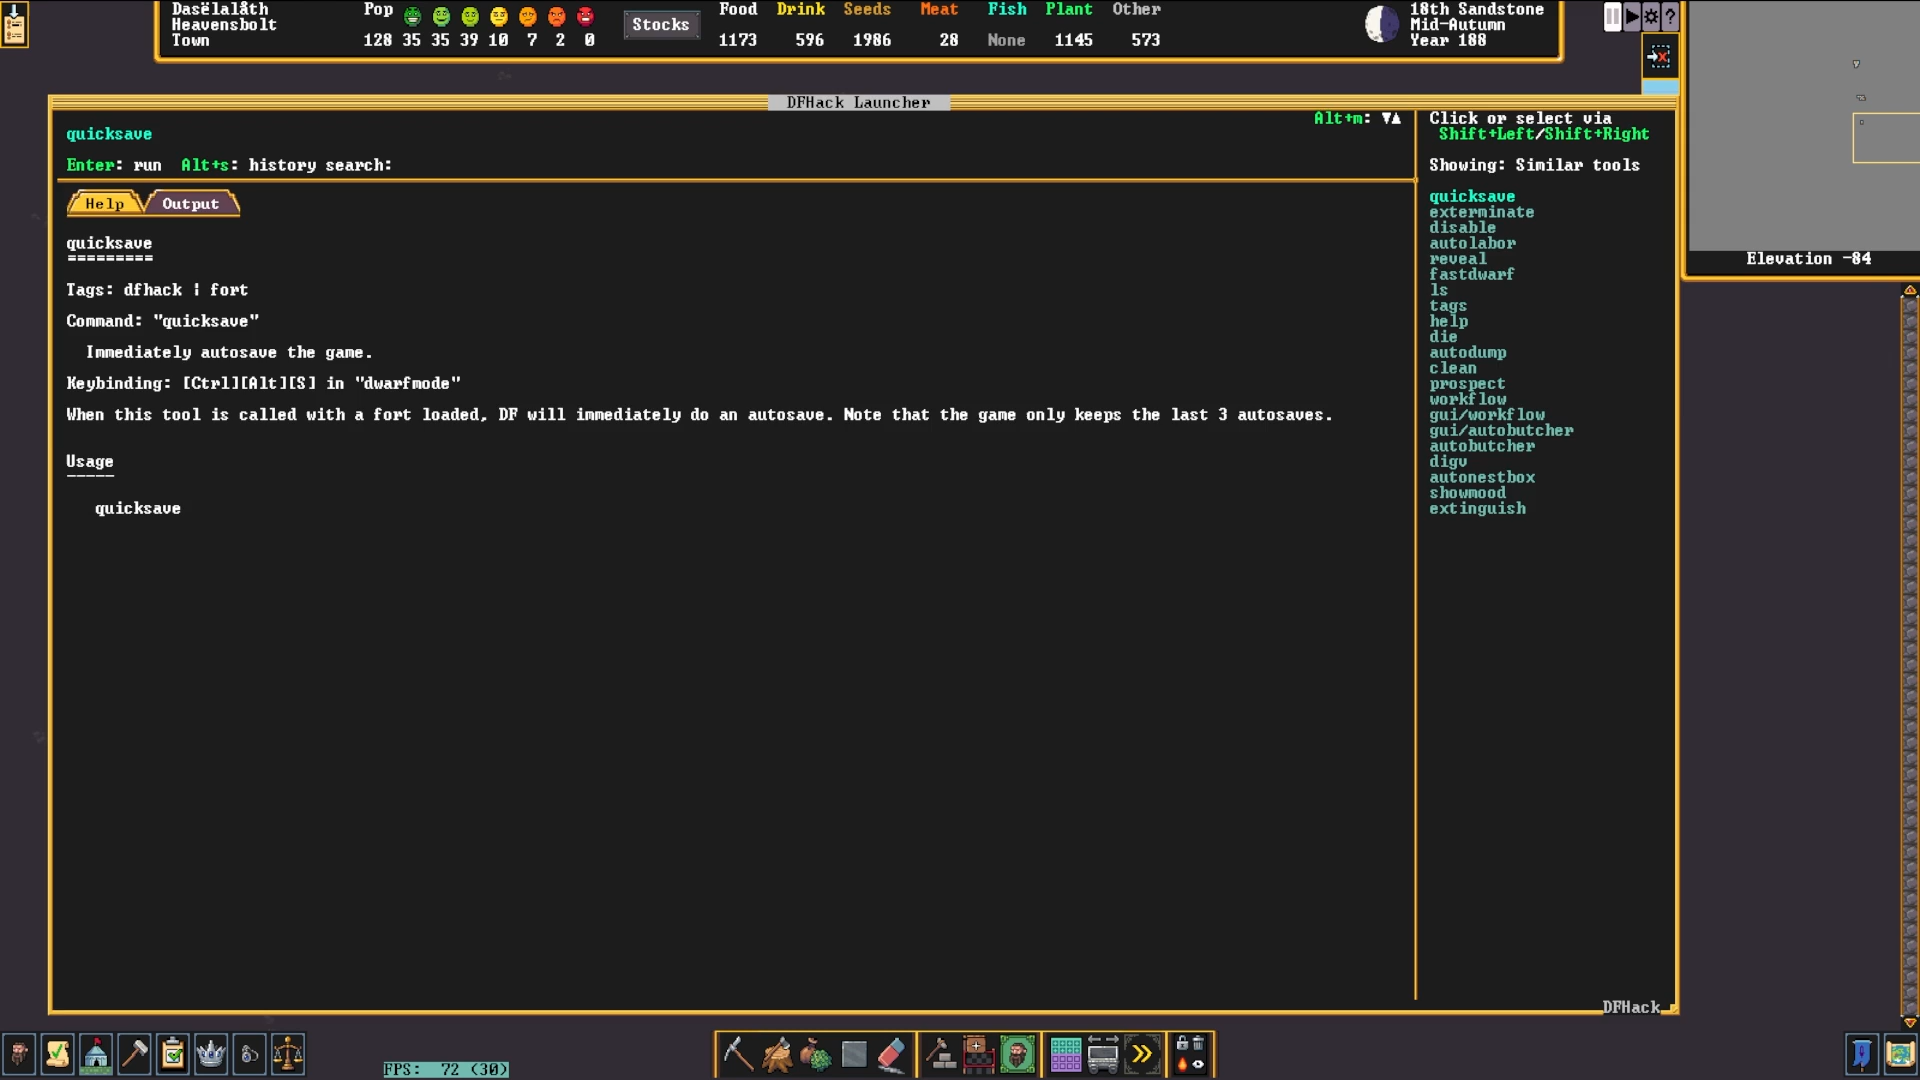 Dasëlalåth
Heavensbolt
Town
Pop
128 35 35 39 10 7 2 0
Stocks
Food Drink Seeds Meat Fish Plant Other
1173 596 1986 28 None 1145 573
18th Sandstone
Mid-Autumn
Year 188
?
DFHack Launcher
quicksave
Alt+m: ▼▲
Enter: run Alt+s: history search:
Help Output
quicksave
=========
Tags: dfhack | fort
Command: "quicksave"
Immediately autosave the game.
Keybinding: [Ctrl][Alt][S] in "dwarfmode"
When this tool is called with a fort loaded, DF will immediately do an autosave. Note that the game only keeps the last 3 autosaves.
Usage
-----
quicksave
Click or select via
Shift+Left/Shift+Right
Showing: Similar tools
quicksave
exterminate
disable
autolabor
reveal
fastdwarf
ls
tags
help
die
autodump
clean
prospect
workflow
gui/workflow
gui/autobutcher
autobutcher
digv
autonestbox
showmood
extinguish
DFHack
Elevation -84
FPS: 72 (30)